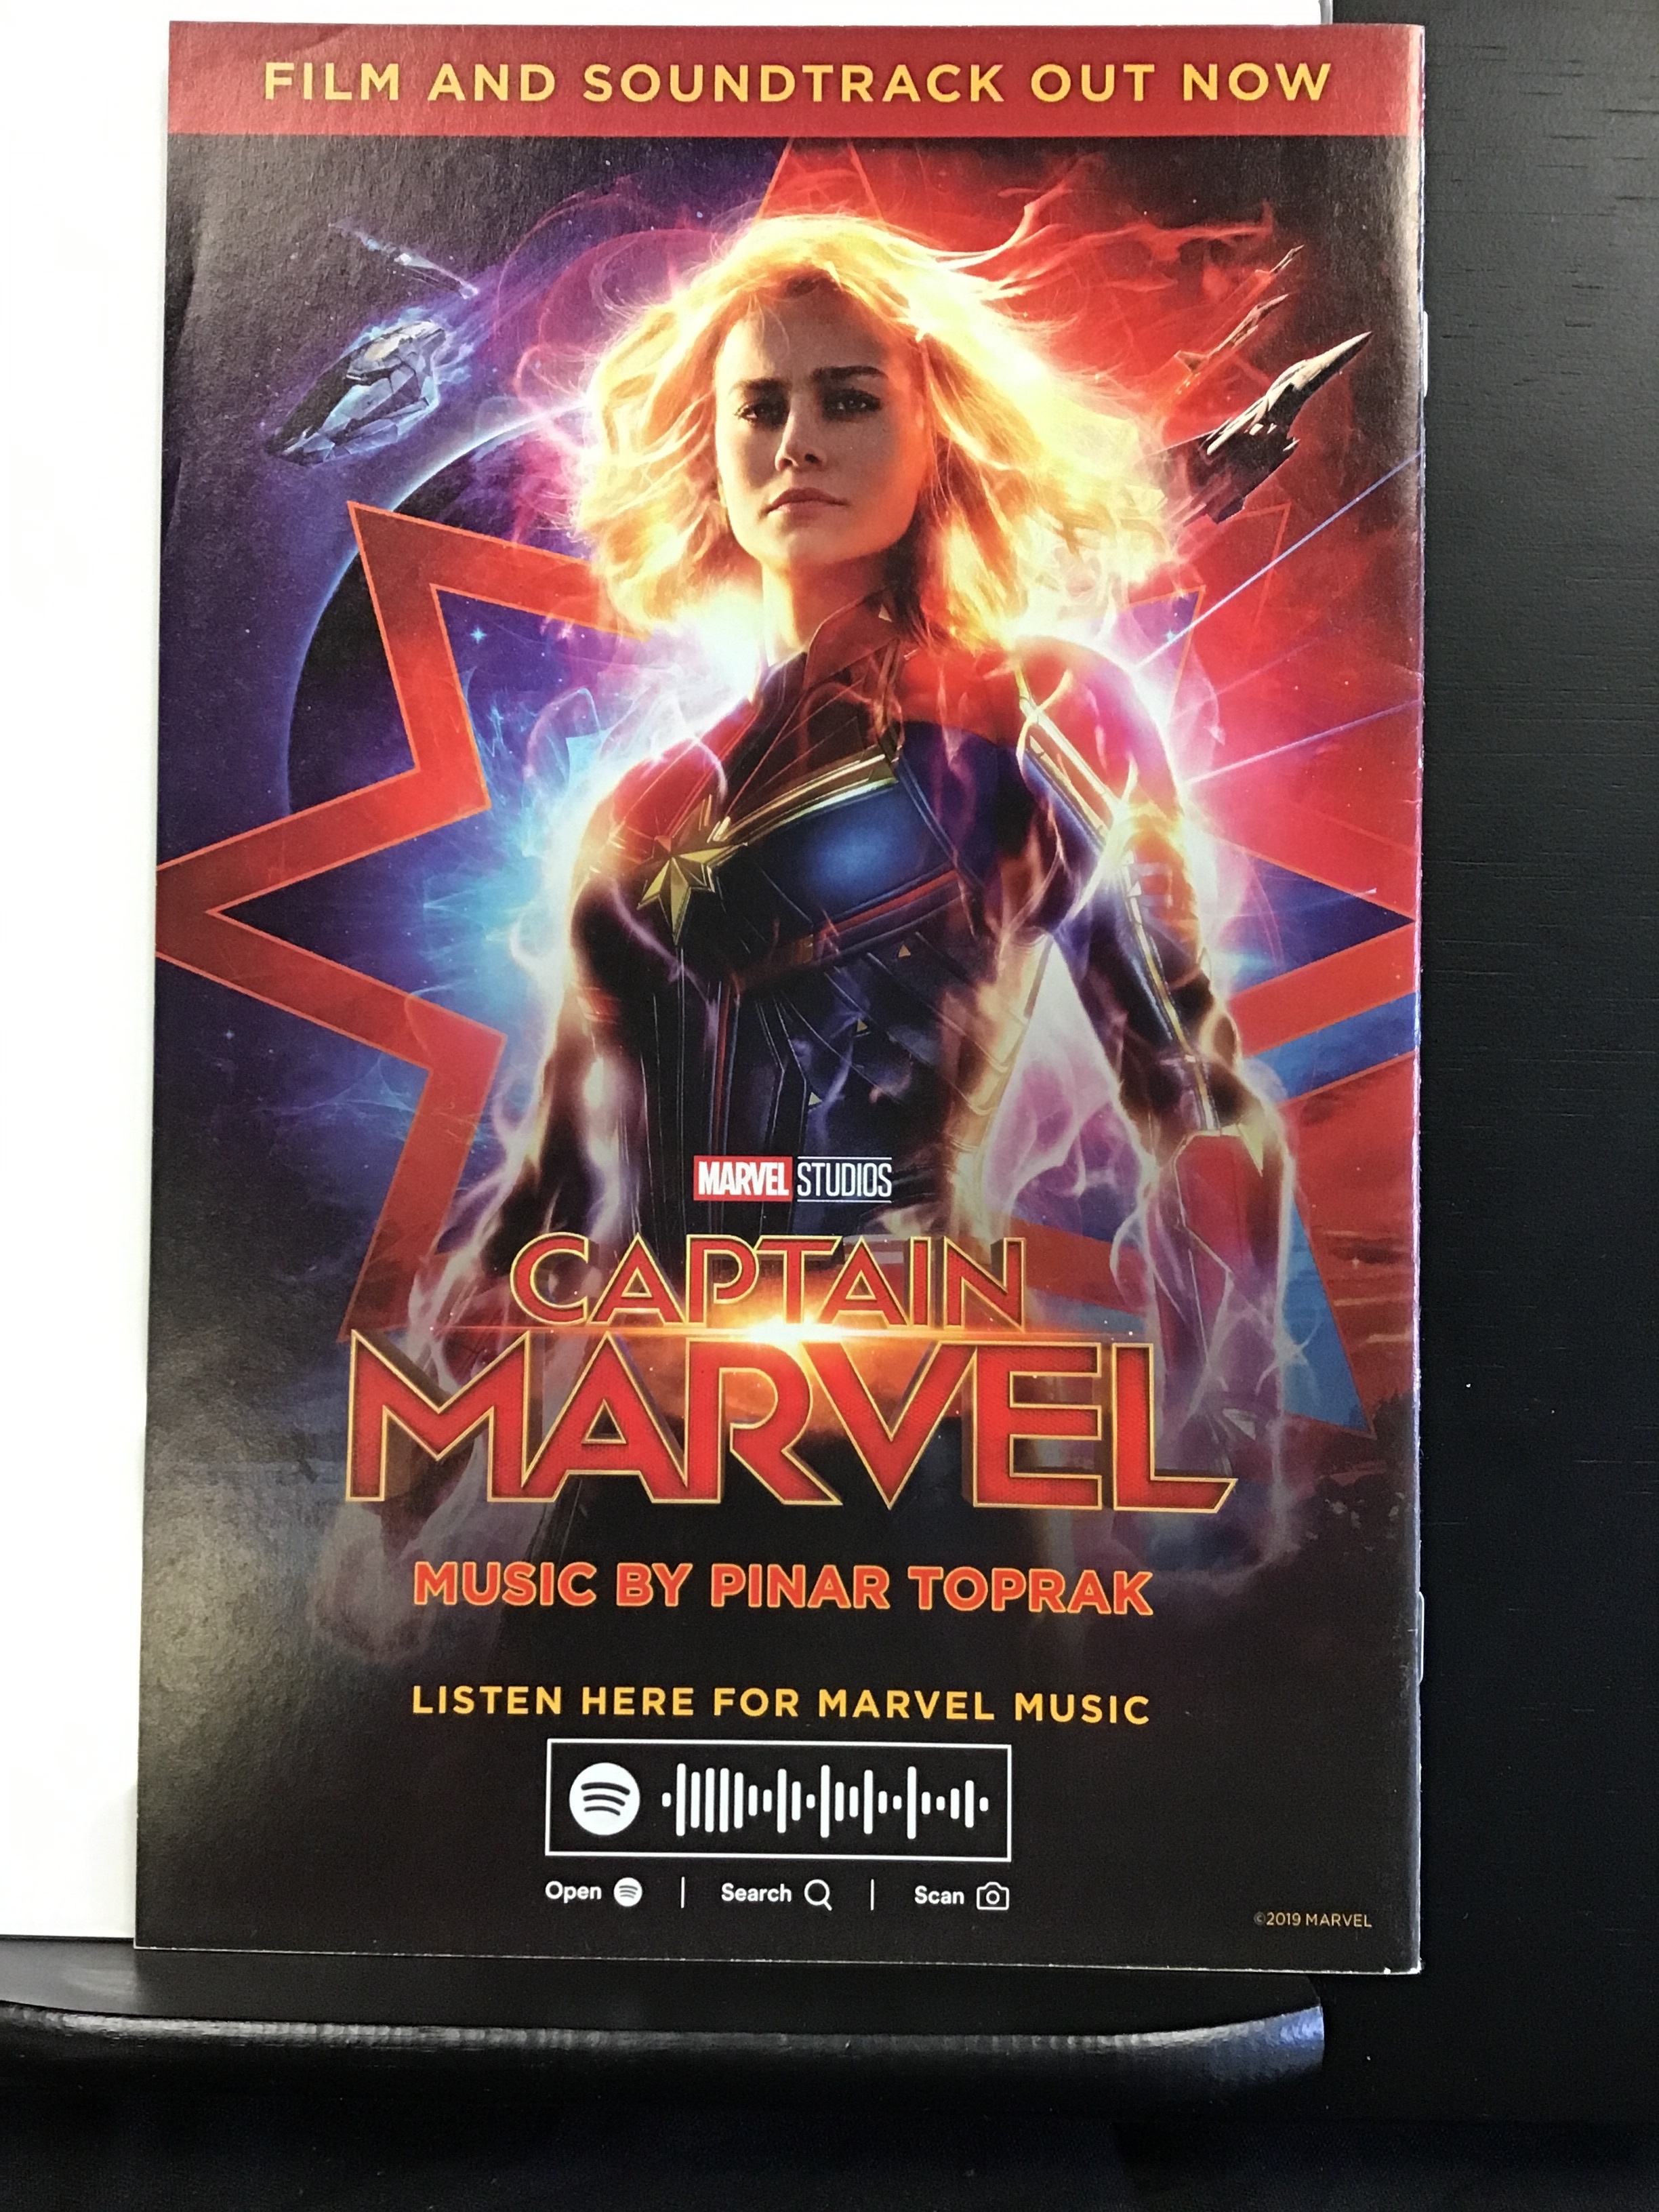 FILM AND SOUNDTRACK OUT NOW
MARVEL STUDIOS
CAPTAIN
MARVEL
MUSIC BY PINAR TOPRAK
LISTEN HERE FOR MARVEL MUSIC
Open | Search | Scan
©2019 MARVEL